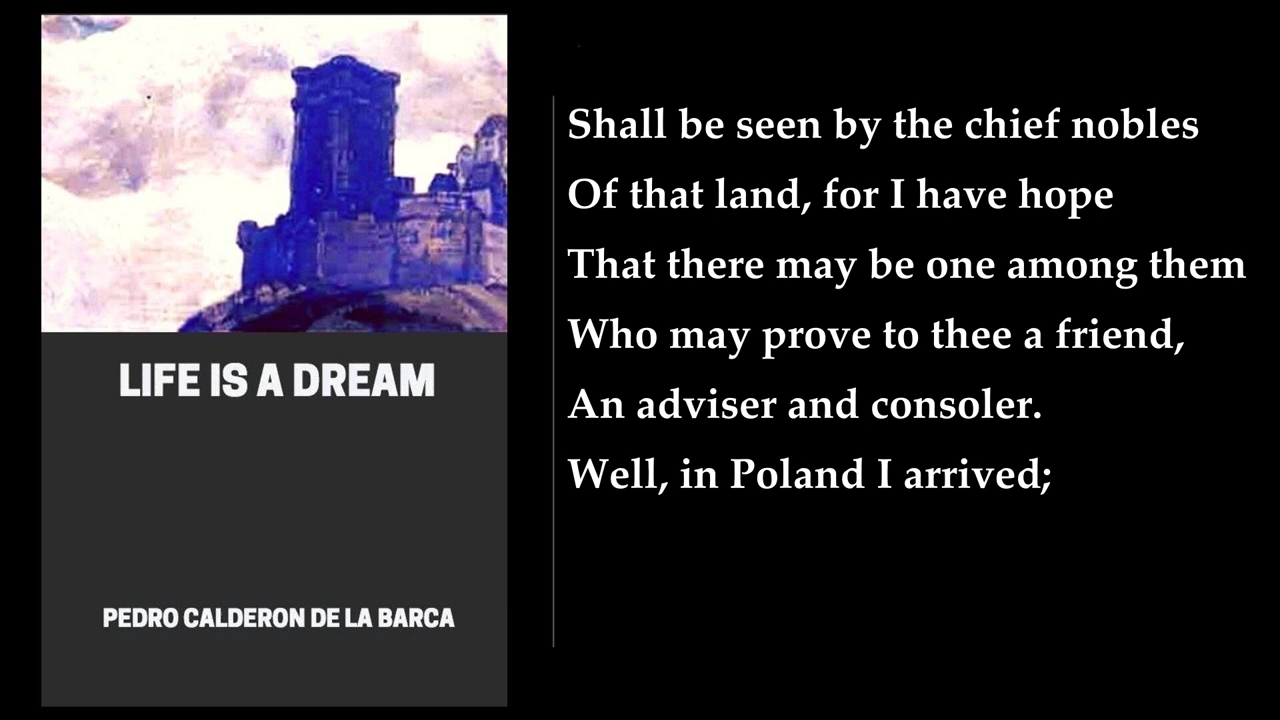 LIFE IS A DREAM
PEDRO CALDERON DE LA BARCA
Shall be seen by the chief nobles
Of that land, for I have hope
That there may be one among them
Who may prove to thee a friend,
An adviser and consoler.
Well, in Poland I arrived;